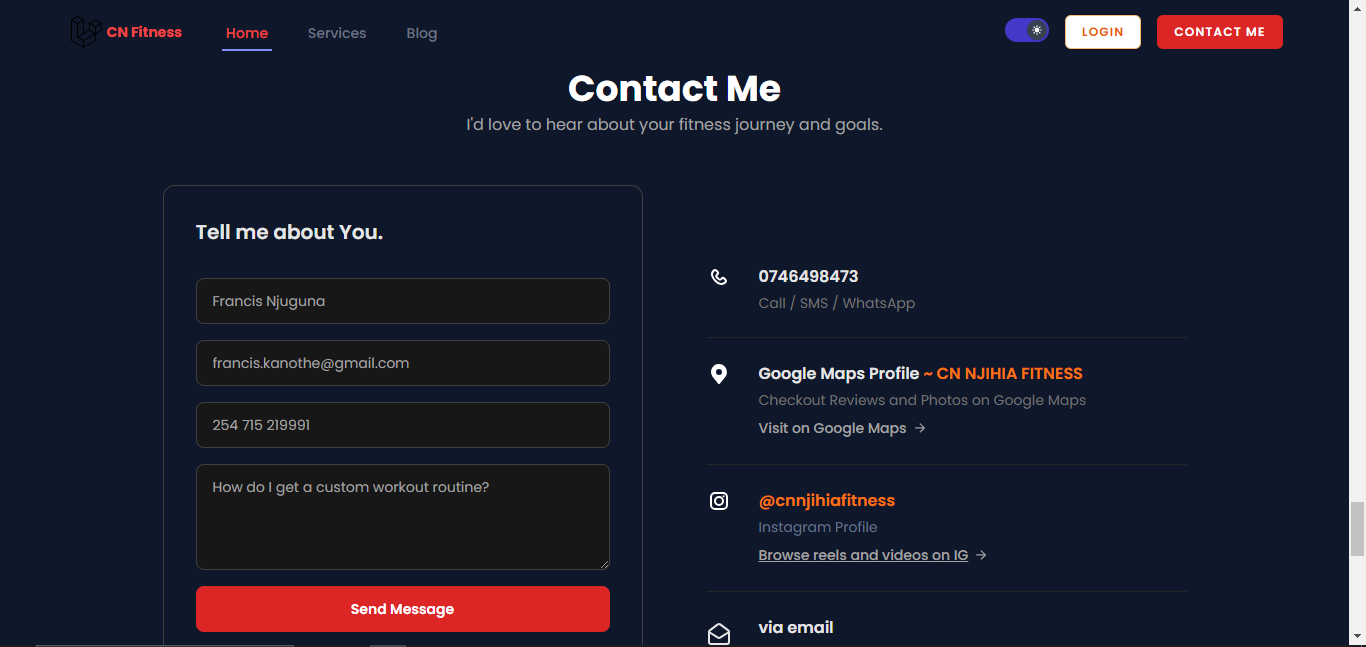 CN Fitness
Home
Services
Blog
LOGIN
CONTACT ME
Contact Me
I'd love to hear about your fitness journey and goals.
Tell me about You.
Francis Njuguna
francis.kanothe@gmail.com
254 715 219991
How do I get a custom workout routine?
Send Message
0746498473
Call / SMS / WhatsApp
Google Maps Profile ~ CN NJIHIA FITNESS
Checkout Reviews and Photos on Google Maps
Visit on Google Maps →
@cnnjihiafitness
Instagram Profile
Browse reels and videos on IG →
via email